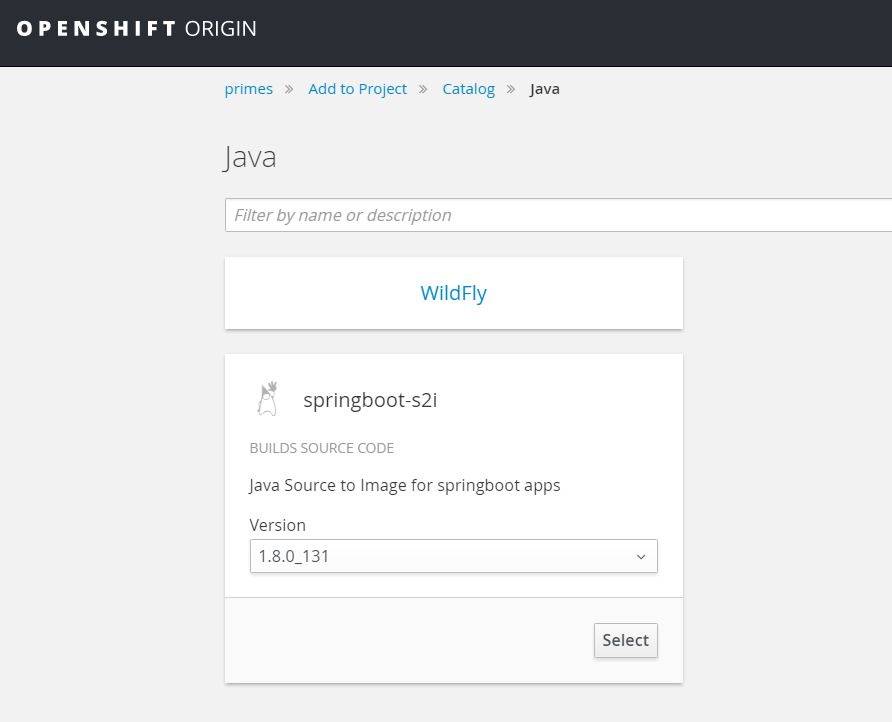 OPENSHIFT ORIGIN
primes » Add to Project » Catalog » Java
Java
Filter by name or description
WildFly
springboot-s2i
BUILDS SOURCE CODE
Java Source to Image for springboot apps
Version
1.8.0_131
Select